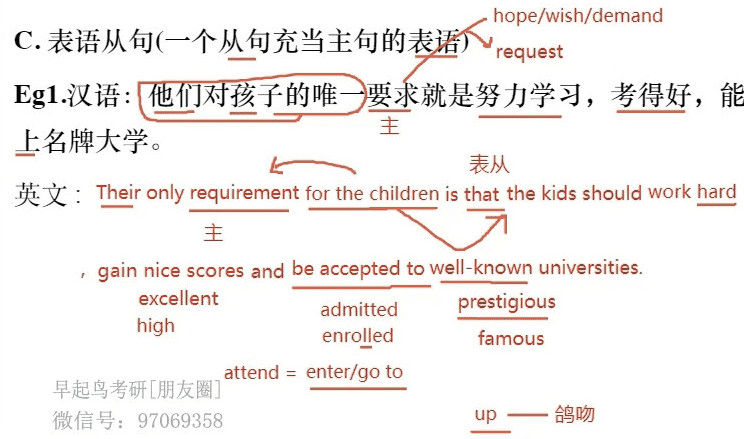 hope/wish/demand
C. 表语从句(一个从句充当主句的表语)
request
Eg1.汉语：他们对孩子的唯一要求就是努力学习，考得好，能
主
上名牌大学。
表从
英文： Their only requirement for the children is that the kids should work hard
主
, gain nice scores and be accepted to well-known universities.
excellent admitted prestigious
high enrolled famous
attend = enter/go to
早起鸟考研[朋友圈]
微信号：97069358
up —— 鸽吻